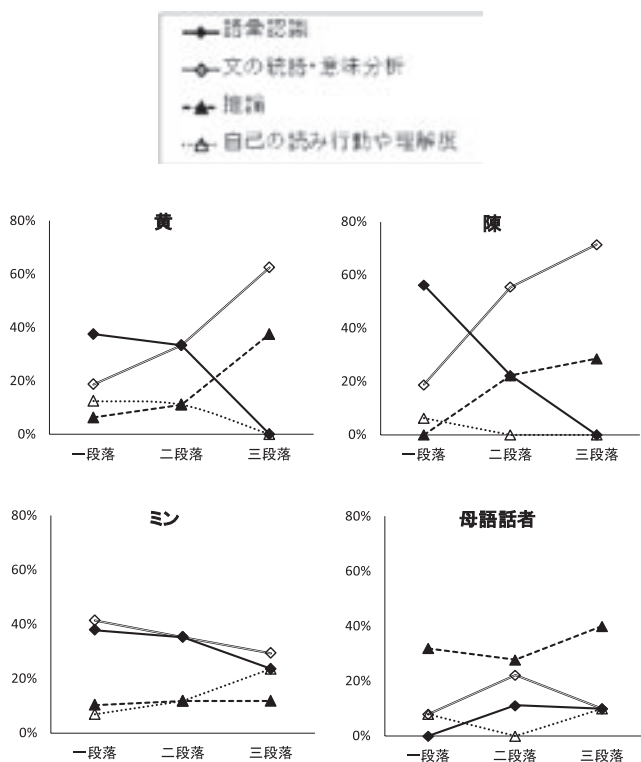 語彙認識
文の統語・意味分析
推論
自己の読み行動や理解度
黄
80%
60%
40%
20%
0%
一段落 二段落 三段落
陳
80%
60%
40%
20%
0%
一段落 二段落 三段落
ミン
80%
60%
40%
20%
0%
一段落 二段落 三段落
母語話者
80%
60%
40%
20%
0%
一段落 二段落 三段落